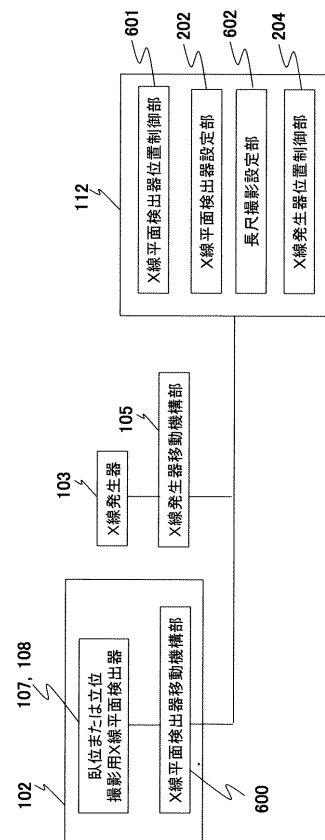 102
107, 108
臥位または立位
撮影用X線平面検出器
X線平面検出器移動機構部
600
103
X線発生器
105
X線発生器移動機構部
112
X線平面検出器位置制御部
601
X線平面検出器設定部
202
長尺撮影設定部
602
X線発生器位置制御部
204